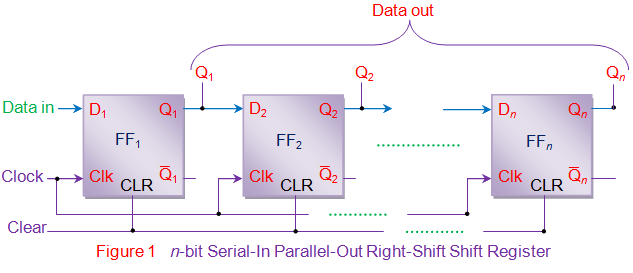 Data out
Q1 Q2 Qn
Data in D1 Q1 D2 Q2 Dn Qn
FF1 FF2 FFn
Clock Clk Q̅1 Clk Q̅2 Clk Q̅n
CLR CLR CLR
Clear
Figure 1 n-bit Serial-In Parallel-Out Right-Shift Shift Register